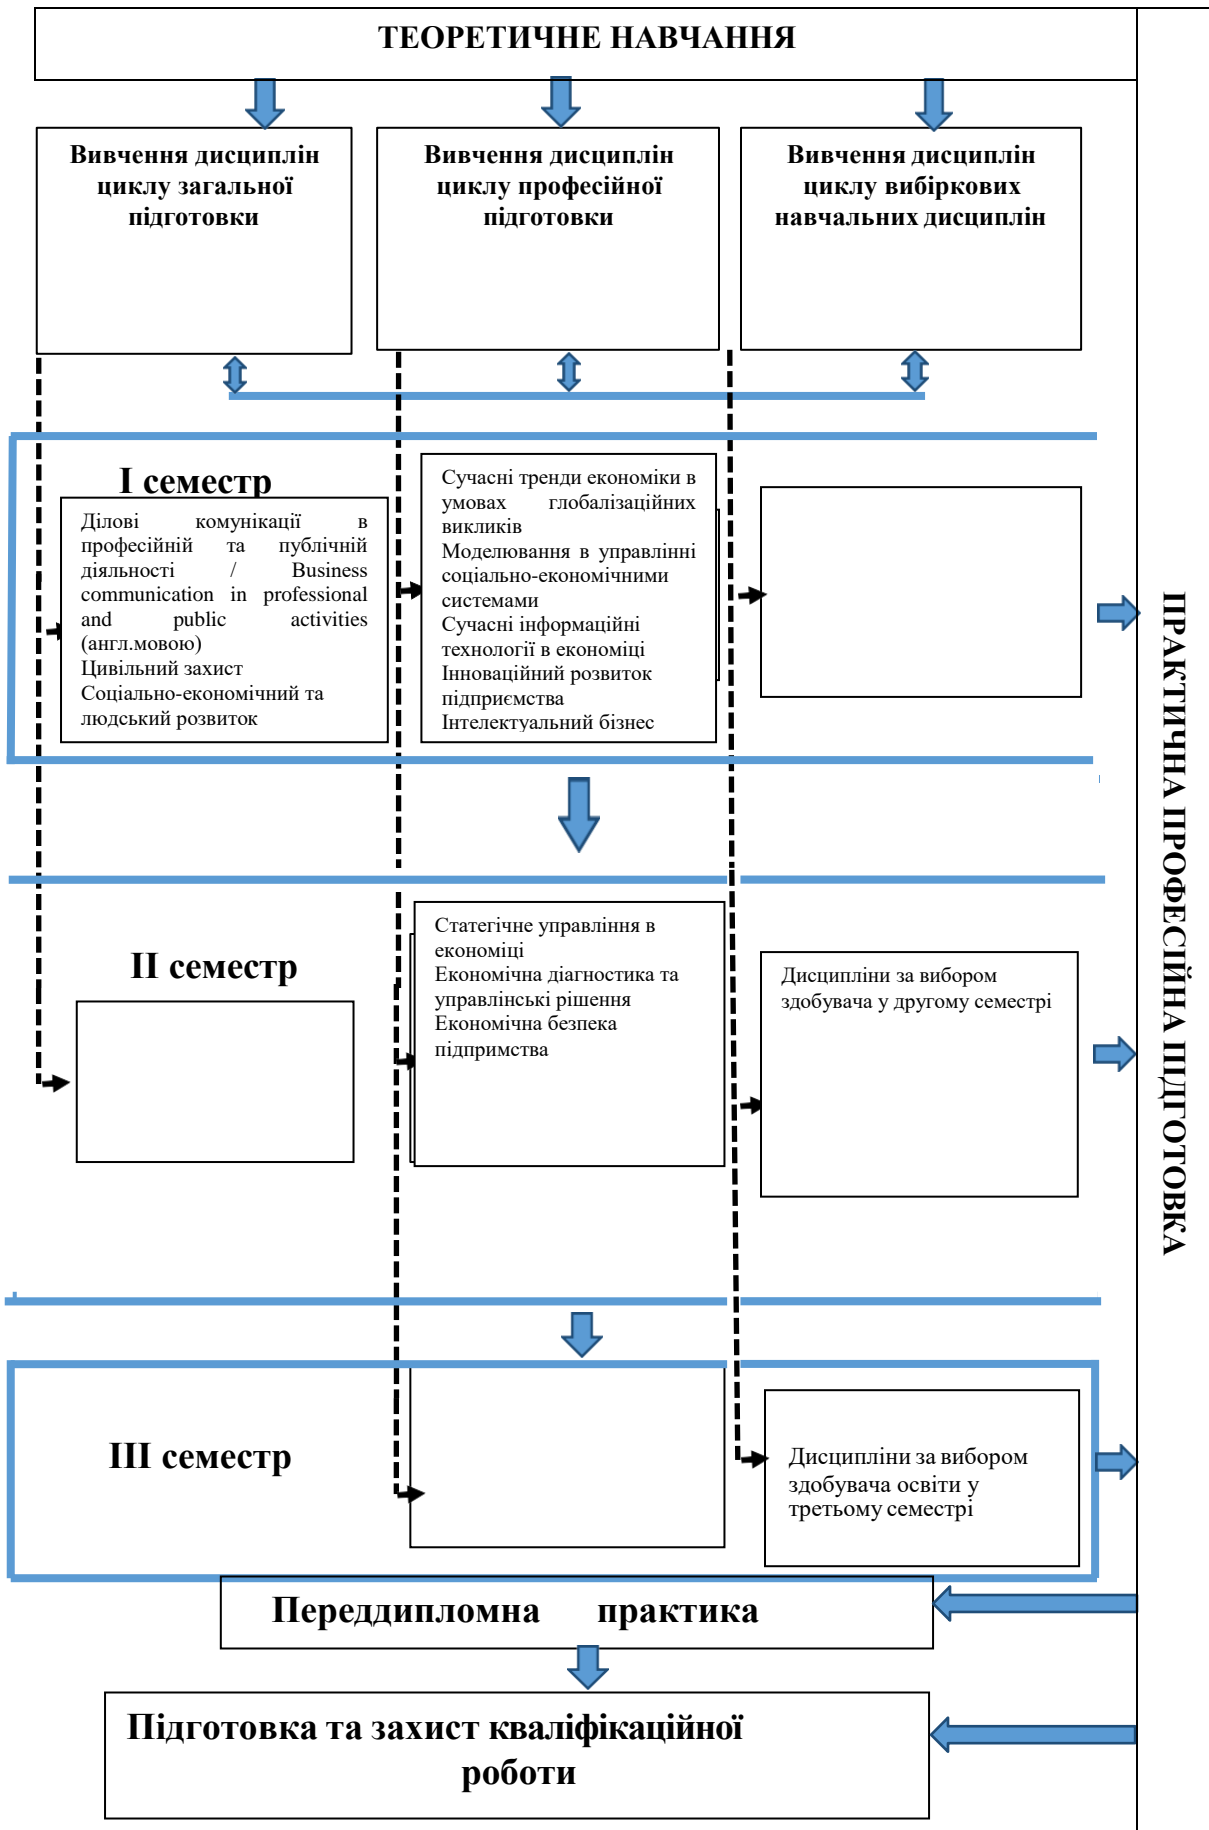 ТЕОРЕТИЧНЕ НАВЧАННЯ
Вивчення дисциплін
циклу загальної
підготовки
Вивчення дисциплін
циклу професійної
підготовки
Вивчення дисциплін
циклу вибіркових
навчальних дисциплін
І семестр
Ділові комунікації в
професійній та публічній
діяльності / Business
communication in professional
and public activities
(англ.мовою)
Цивільний захист
Соціально-економічний та
людський розвиток
Сучасні тренди економіки в
умовах глобалізаційних
викликів
Моделювання в управлінні
соціально-економічними
системами
Сучасні інформаційні
технології в економіці
Інноваційний розвиток
підприємства
Інтелектуальний бізнес
ПРАКТИЧНА ПРОФЕСІЙНА ПІДГОТОВКА
ІІ семестр
Статегічне управління в
економіці
Економічна діагностика та
управлінські рішення
Економічна безпека
підпримства
Дисципліни за вибором
здобувача у другому семестрі
ІІІ семестр
Дисципліни за вибором
здобувача освіти у
третьому семестрі
Переддипломна практика
Підготовка та захист кваліфікаційної
роботи